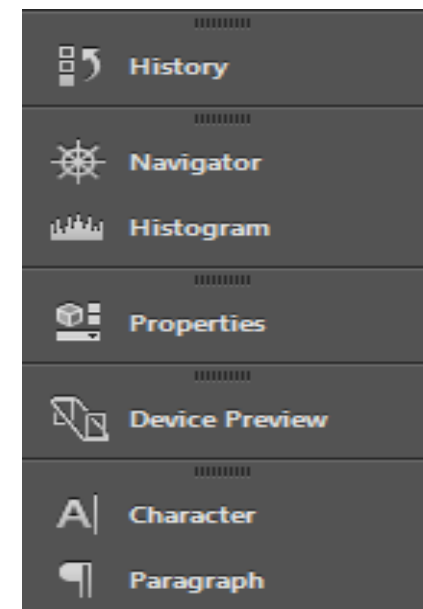 History
Navigator
Histogram
Properties
Device Preview
Character
Paragraph